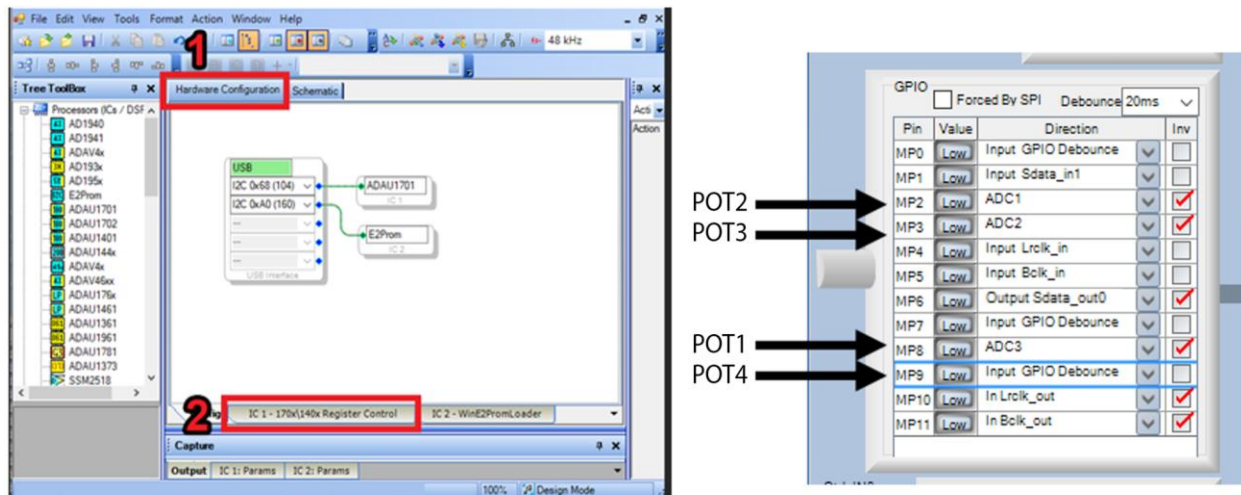 File Edit View Tools Format Action Window Help
48 kHz
1
Tree ToolBox
Hardware Configuration
Schematic
Processors (ICs / DSF
AD1940
AD1941
ADAV4x
AD193x
AD195x
E2Prom
ADAU1701
ADAU1702
ADAU1401
ADAU144x
ADAV4x
ADAV46xx
ADAU176x
ADAU1461
ADAU1361
ADAU1961
ADAU1781
ADAU1373
SSM2518
Acti
Action
USB
I2C 0x68 (104)
I2C 0xA0 (160)
---
---
---
USB Interface
ADAU1701
IC 1
E2Prom
IC 2
2
IC 1 - 170x\140x Register Control
IC 2 - WinE2PromLoader
Capture
Output
IC 1: Params
IC 2: Params
100%
Design Mode
POT2
POT3
POT1
POT4
GPIO
Forced By SPI
Debounce 20ms
Pin Value Direction Inv
MP0 Low Input GPIO Debounce
MP1 Low Input Sdata_in1
MP2 Low ADC1
MP3 Low ADC2
MP4 Low Input Lrclk_in
MP5 Low Input Bclk_in
MP6 Low Output Sdata_out0
MP7 Low Input GPIO Debounce
MP8 Low ADC3
MP9 Low Input GPIO Debounce
MP10 Low In Lrclk_out
MP11 Low In Bclk_out